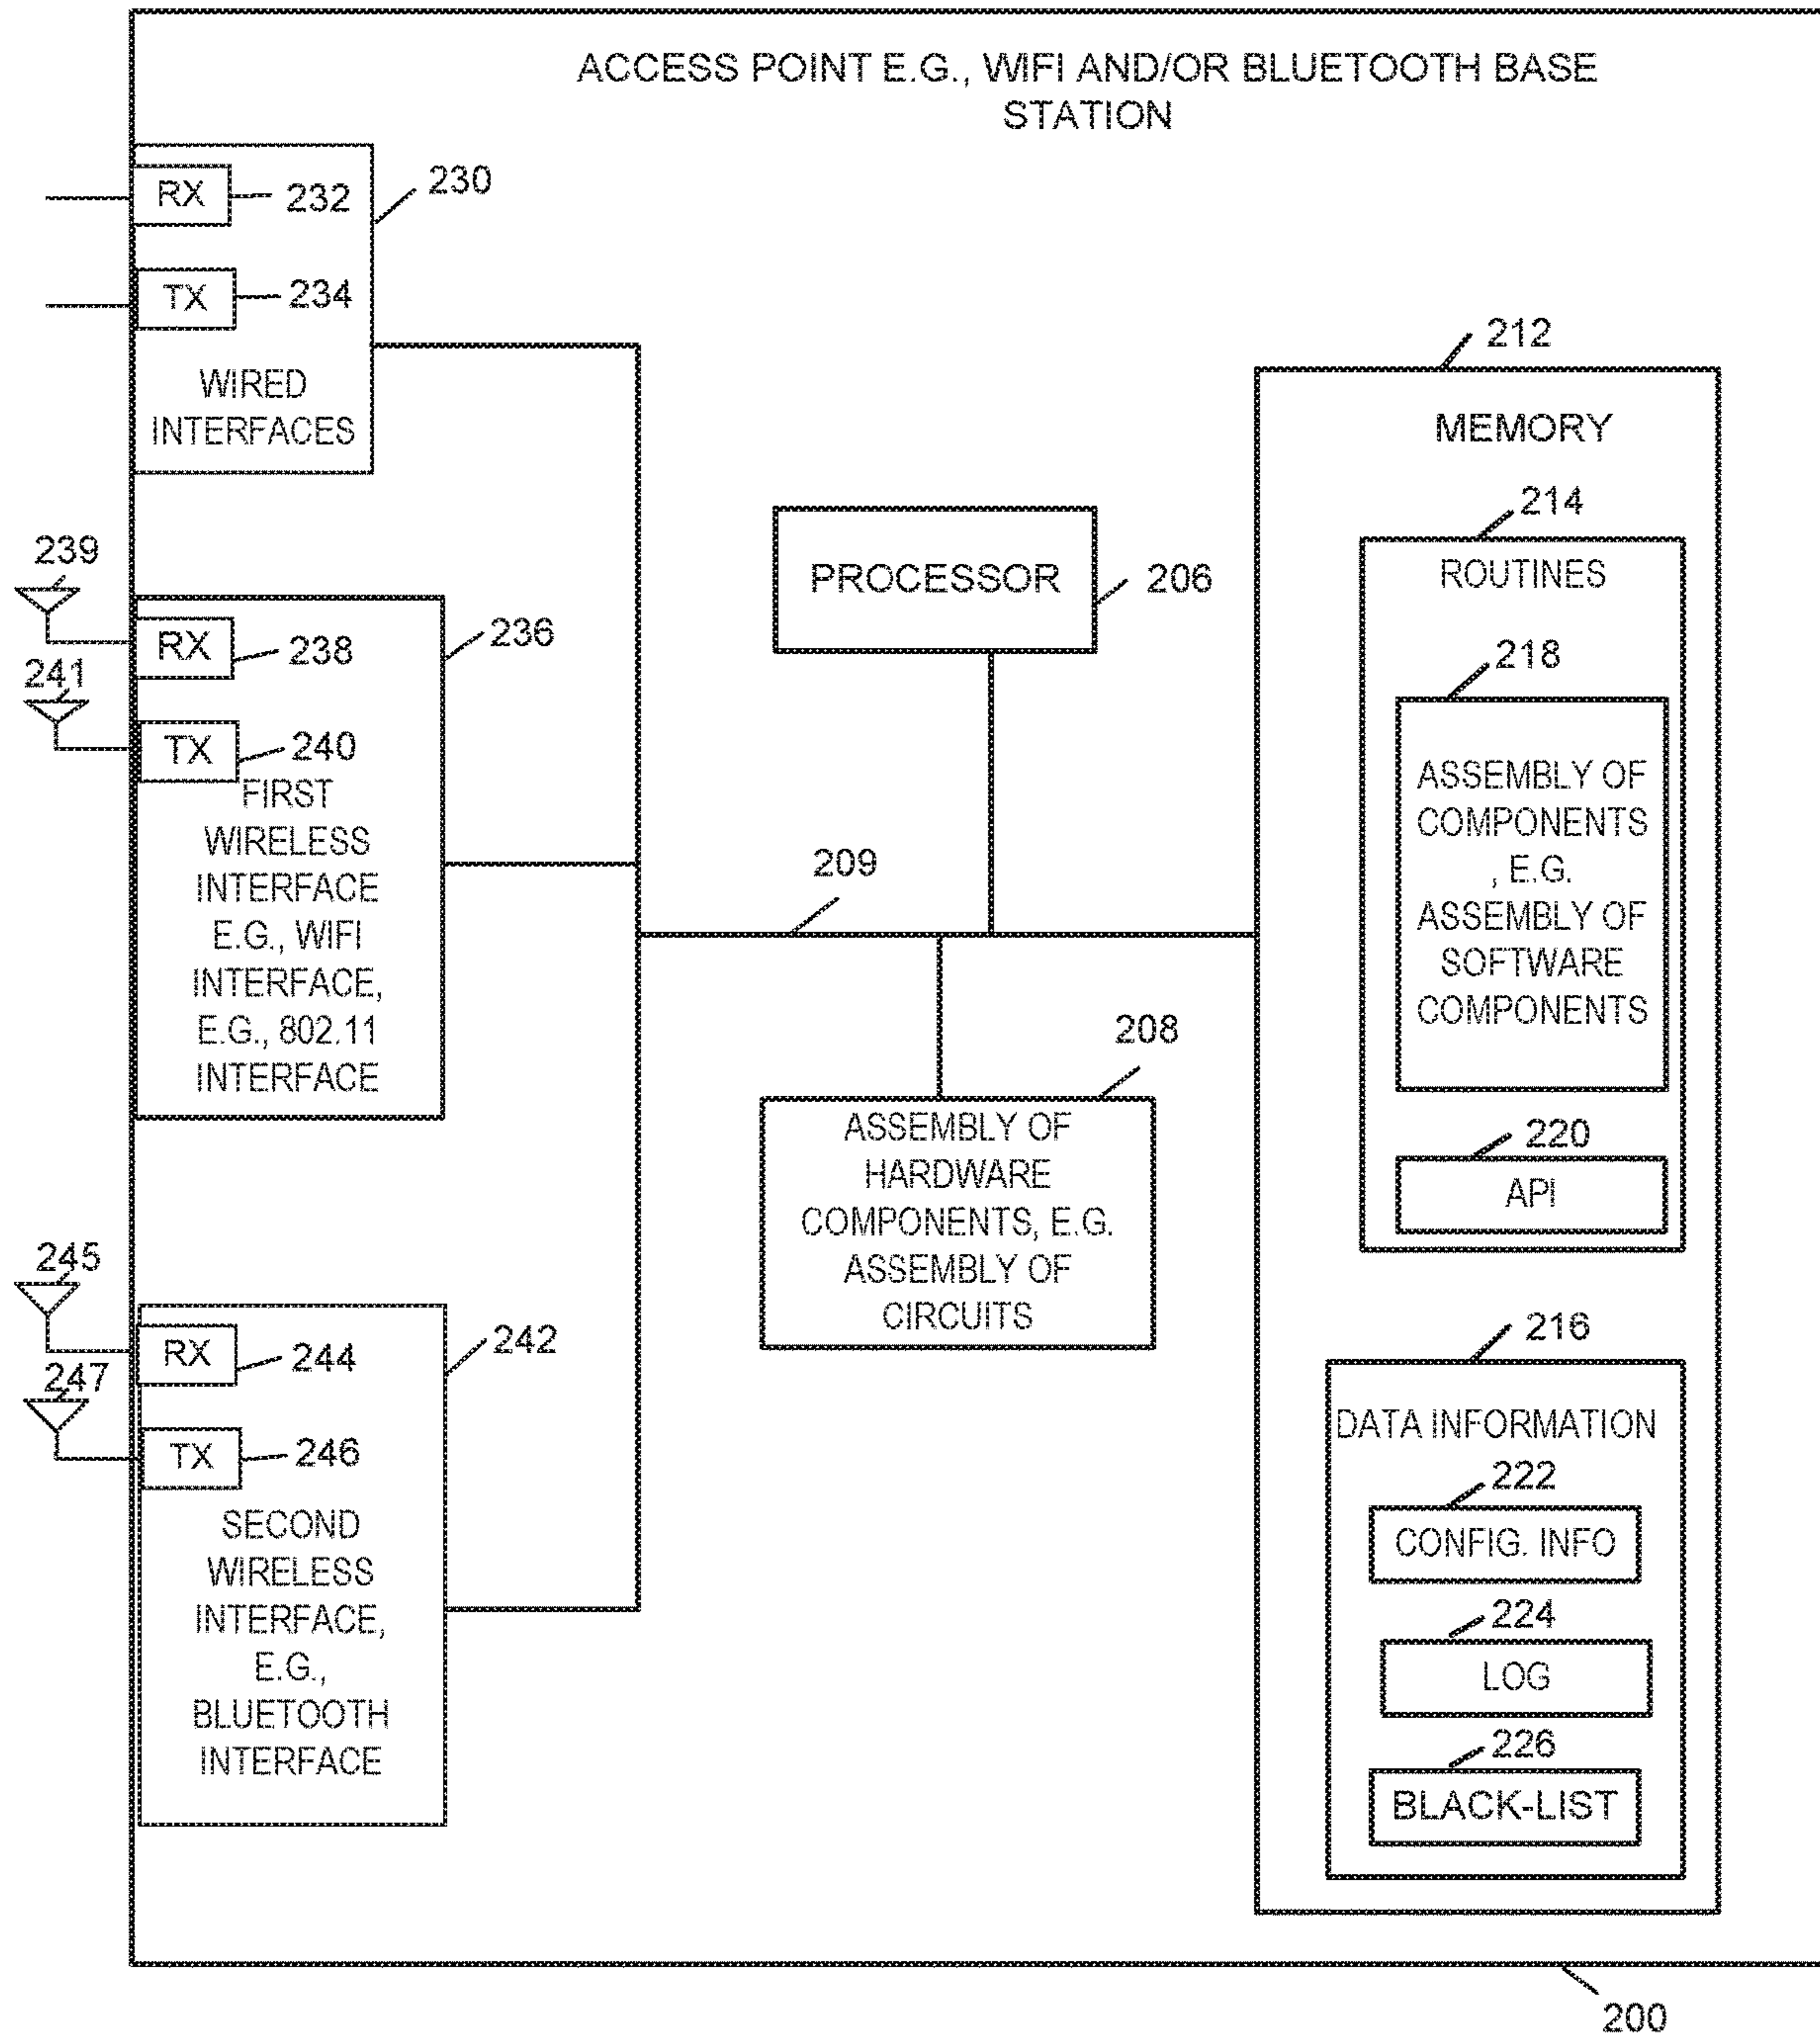 ACCESS POINT E.G., WIFI AND/OR BLUETOOTH BASE
STATION
RX
232
230
TX
234
WIRED
INTERFACES
239
RX
238
236
241
TX
240
FIRST
WIRELESS
INTERFACE
E.G., WIFI
INTERFACE,
E.G., 802.11
INTERFACE
245
RX
244
242
247
TX
246
SECOND
WIRELESS
INTERFACE,
E.G.,
BLUETOOTH
INTERFACE
PROCESSOR
206
209
208
ASSEMBLY OF
HARDWARE
COMPONENTS, E.G.
ASSEMBLY OF
CIRCUITS
212
MEMORY
214
ROUTINES
218
ASSEMBLY OF
COMPONENTS
, E.G.
ASSEMBLY OF
SOFTWARE
COMPONENTS
220
API
216
DATA INFORMATION
222
CONFIG. INFO
224
LOG
226
BLACK-LIST
200